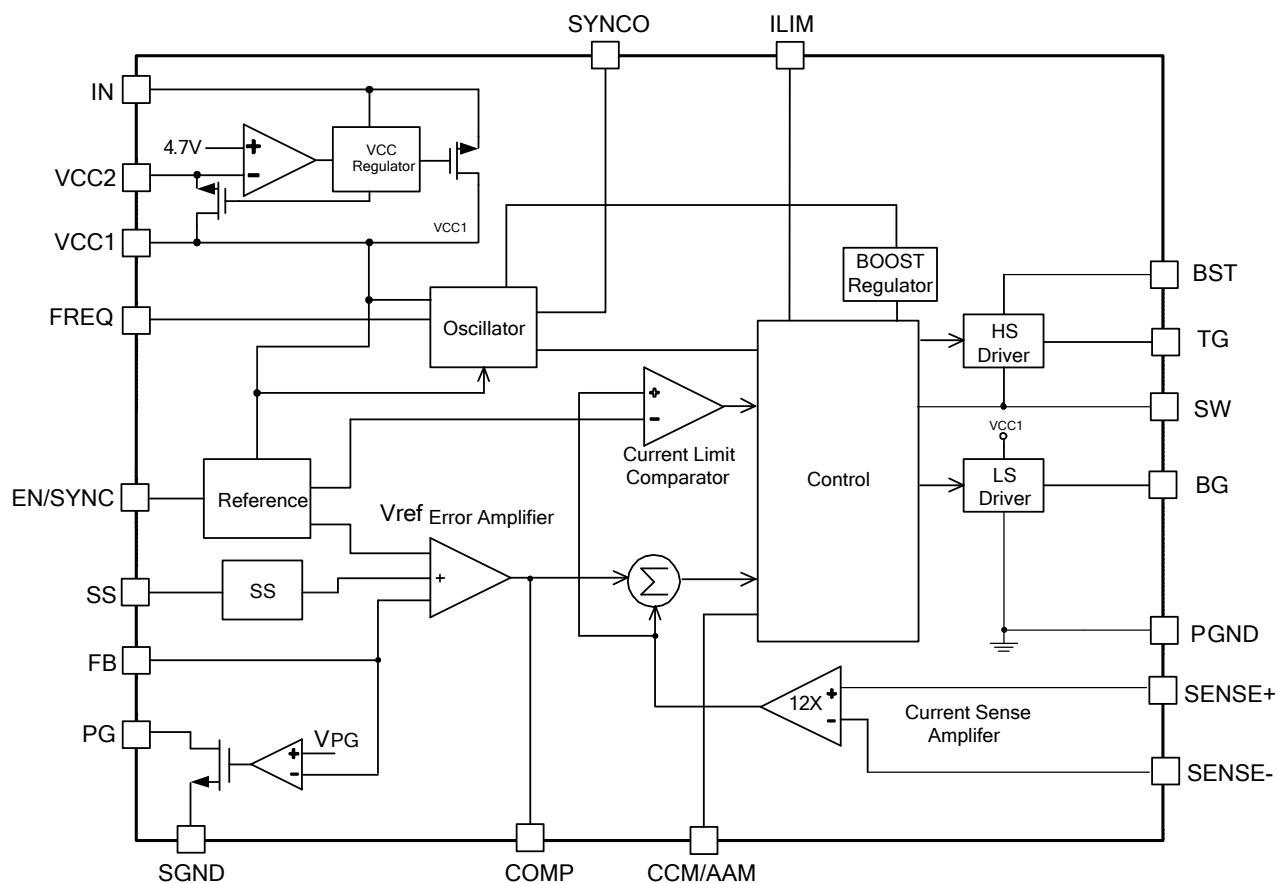 SYNCO
ILIM
IN
4.7V
+
-
VCC
Regulator
VCC2
VCC1
VCC1
FREQ
Oscillator
BOOST
Regulator
BST
HS
Driver
TG
SW
VCC1
+
-
Current Limit
Comparator
Control
LS
Driver
BG
EN/SYNC
Reference
Vref Error Amplifier
+
SS
SS
Σ
PGND
FB
SENSE+
12X
+
-
Current Sense
Amplifer
PG
VPG
+
-
SENSE-
SGND
COMP
CCM/AAM